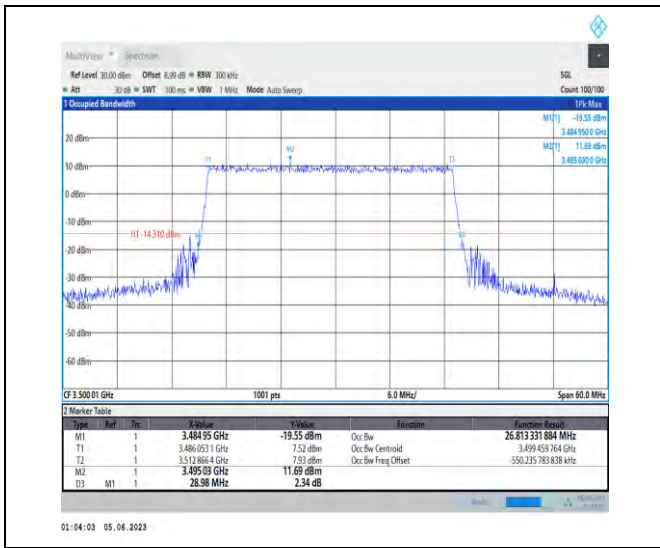 MultiView Spectrum
Ref Level 30.00 dBm Offset 8.99 dB RBW 300 kHz SGL
Att 30 dB SWT 100 ms VBW 1 MHz Mode Auto Sweep Count 100/100
1 Occupied Bandwidth 1Pk Max
M1[1] -19.55 dBm
3.484 950 0 GHz
M2[1] 11.69 dBm
3.495 030 0 GHz
20 dBm
M2
T1 T2
10 dBm
0 dBm
-10 dBm
H1 -14.310 dBm
-20 dBm
-30 dBm
-40 dBm
-50 dBm
-60 dBm
CF 3.500 01 GHz 1001 pts 6.0 MHz/ Span 60.0 MHz
2 Marker Table
Type Ref Trc X-Value Y-Value Function Function Result
M1 1 3.484 95 GHz -19.55 dBm Occ Bw 26.813 331 884 MHz
T1 1 3.486 053 1 GHz 7.52 dBm Occ Bw Centroid 3.499 459 764 GHz
T2 1 3.512 866 4 GHz 7.93 dBm Occ Bw Freq Offset -550.235 783 838 kHz
M2 1 3.495 03 GHz 11.69 dBm
D3 M1 1 28.98 MHz 2.34 dB
01:04:03 05.06.2023